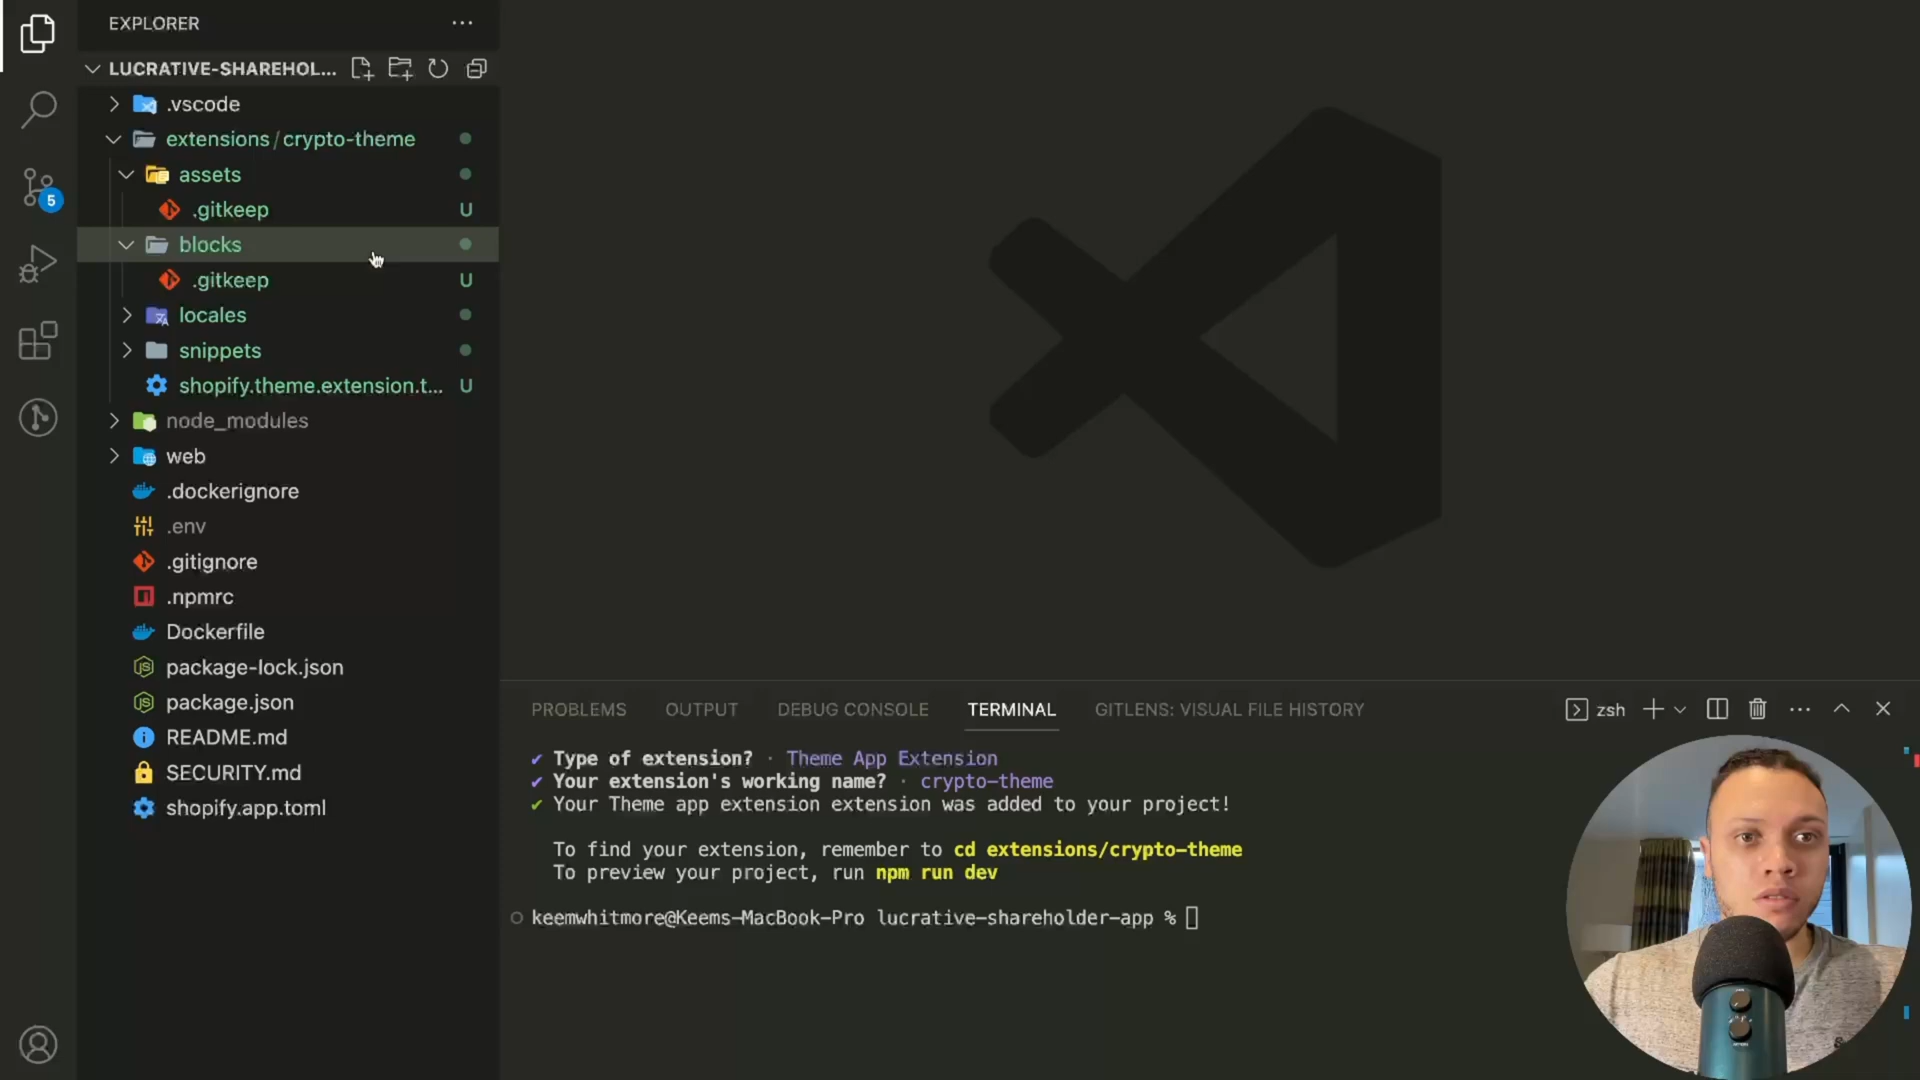 EXPLORER
LUCRATIVE-SHAREHOL...
.vscode
extensions / crypto-theme
assets
.gitkeep U
5
blocks
.gitkeep U
locales
snippets
shopify.theme.extension.t... U
node_modules
web
.dockerignore
.env
.gitignore
.npmrc
Dockerfile
package-lock.json
package.json
README.md
SECURITY.md
shopify.app.toml
PROBLEMS OUTPUT DEBUG CONSOLE TERMINAL GITLENS: VISUAL FILE HISTORY zsh
✔ Type of extension? · Theme App Extension
✔ Your extension's working name? · crypto-theme
✔ Your Theme app extension extension was added to your project!
To find your extension, remember to cd extensions/crypto-theme
To preview your project, run npm run dev
keemwhitmore@Keems-MacBook-Pro lucrative-shareholder-app %